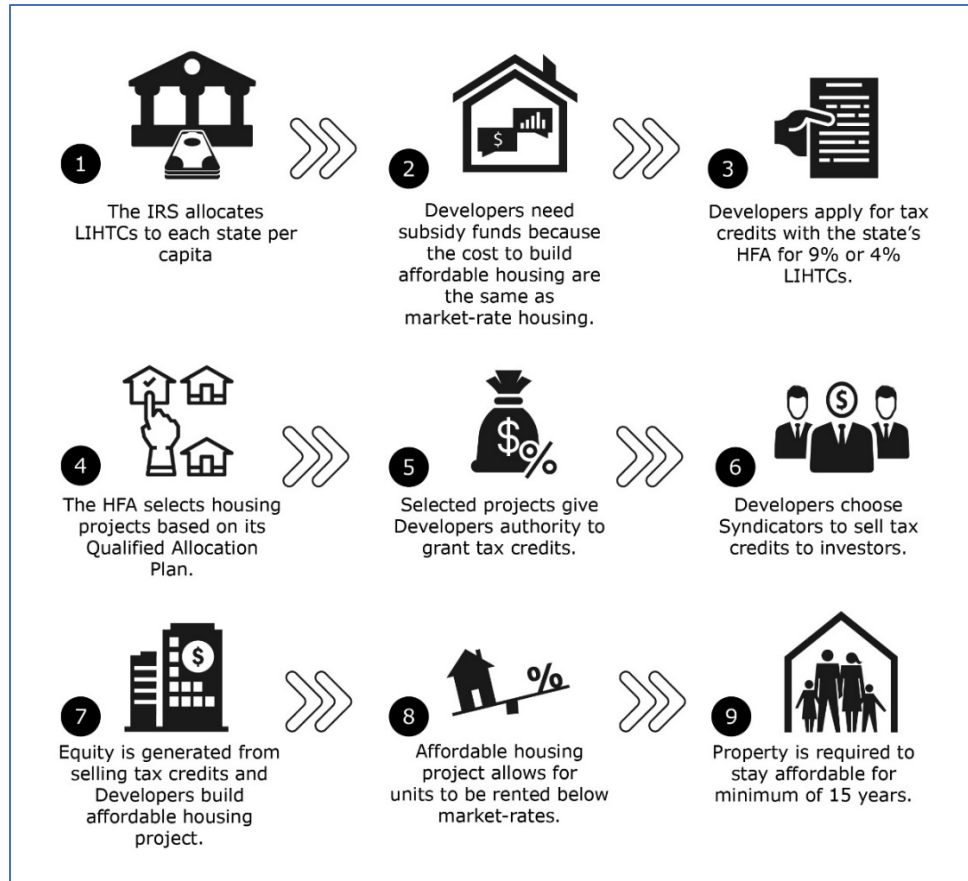 1
The IRS allocates
LIHTCs to each state per
capita
2
Developers need
subsidy funds because
the cost to build
affordable housing are
the same as
market-rate housing.
3
Developers apply for tax
credits with the state's
HFA for 9% or 4%
LIHTCs.
4
The HFA selects housing
projects based on its
Qualified Allocation
Plan.
5
Selected projects give
Developers authority to
grant tax credits.
6
Developers choose
Syndicators to sell tax
credits to investors.
7
Equity is generated from
selling tax credits and
Developers build
affordable housing
project.
8
Affordable housing
project allows for
units to be rented below
market-rates.
9
Property is required to
stay affordable for
minimum of 15 years.